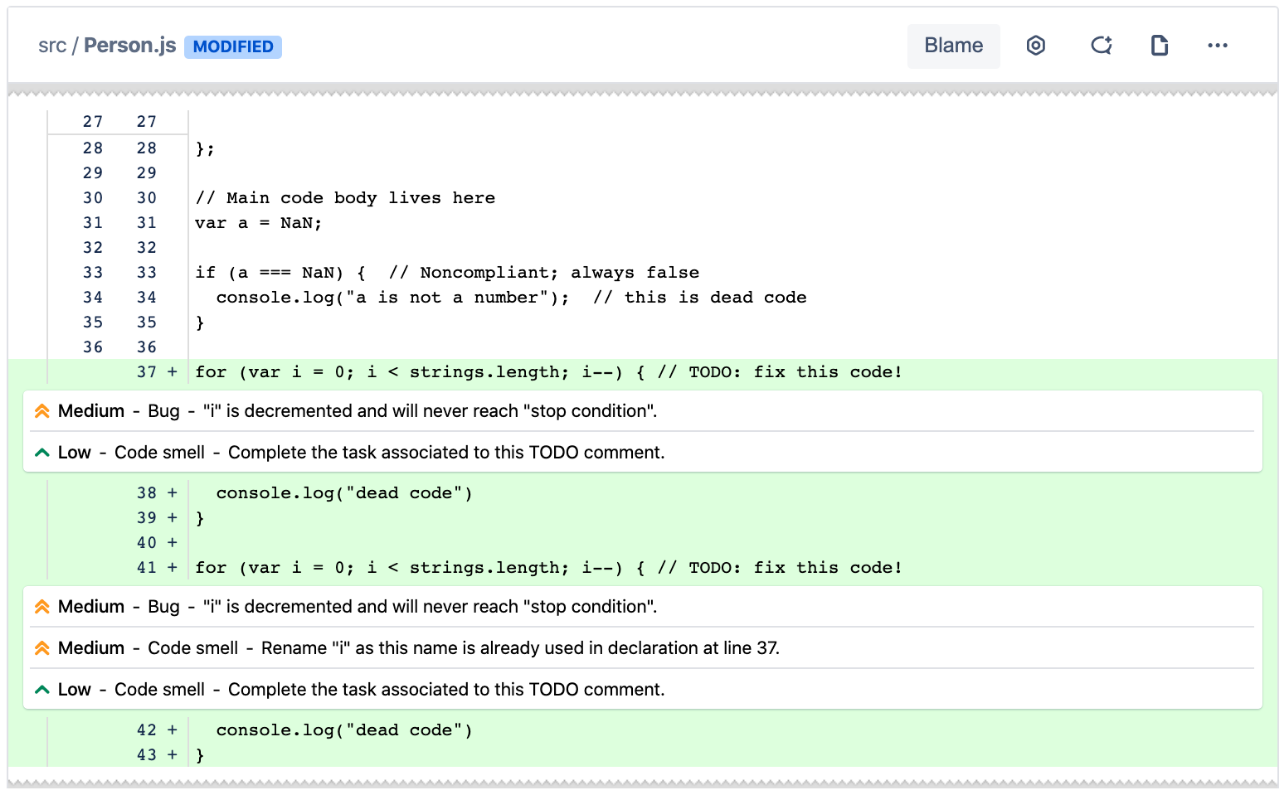 src / Person.js MODIFIED Blame
27 27
28 28 };
29 29
30 30 // Main code body lives here
31 31 var a = NaN;
32 32
33 33 if (a === NaN) {  // Noncompliant; always false
34 34   console.log("a is not a number");  // this is dead code
35 35 }
36 36
37 + for (var i = 0; i < strings.length; i--) { // TODO: fix this code!
Medium - Bug - "i" is decremented and will never reach "stop condition".
Low - Code smell - Complete the task associated to this TODO comment.
38 +   console.log("dead code")
39 + }
40 +
41 + for (var i = 0; i < strings.length; i--) { // TODO: fix this code!
Medium - Bug - "i" is decremented and will never reach "stop condition".
Medium - Code smell - Rename "i" as this name is already used in declaration at line 37.
Low - Code smell - Complete the task associated to this TODO comment.
42 +   console.log("dead code")
43 + }